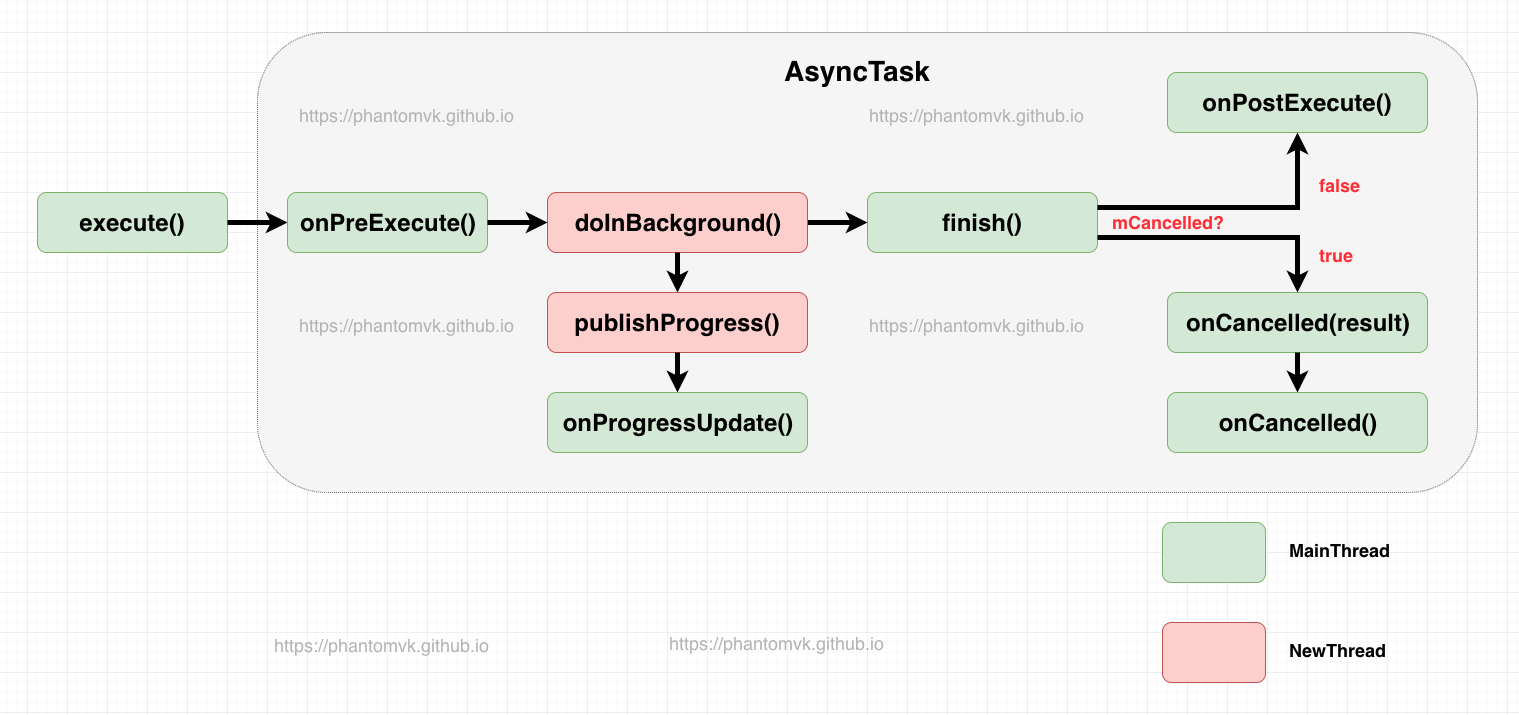 AsyncTask
onPostExecute()
https://phantomvk.github.io
https://phantomvk.github.io
false
execute()
onPreExecute()
doInBackground()
finish()
mCancelled?
true
https://phantomvk.github.io
publishProgress()
https://phantomvk.github.io
onCancelled(result)
onProgressUpdate()
onCancelled()
MainThread
https://phantomvk.github.io
https://phantomvk.github.io
NewThread